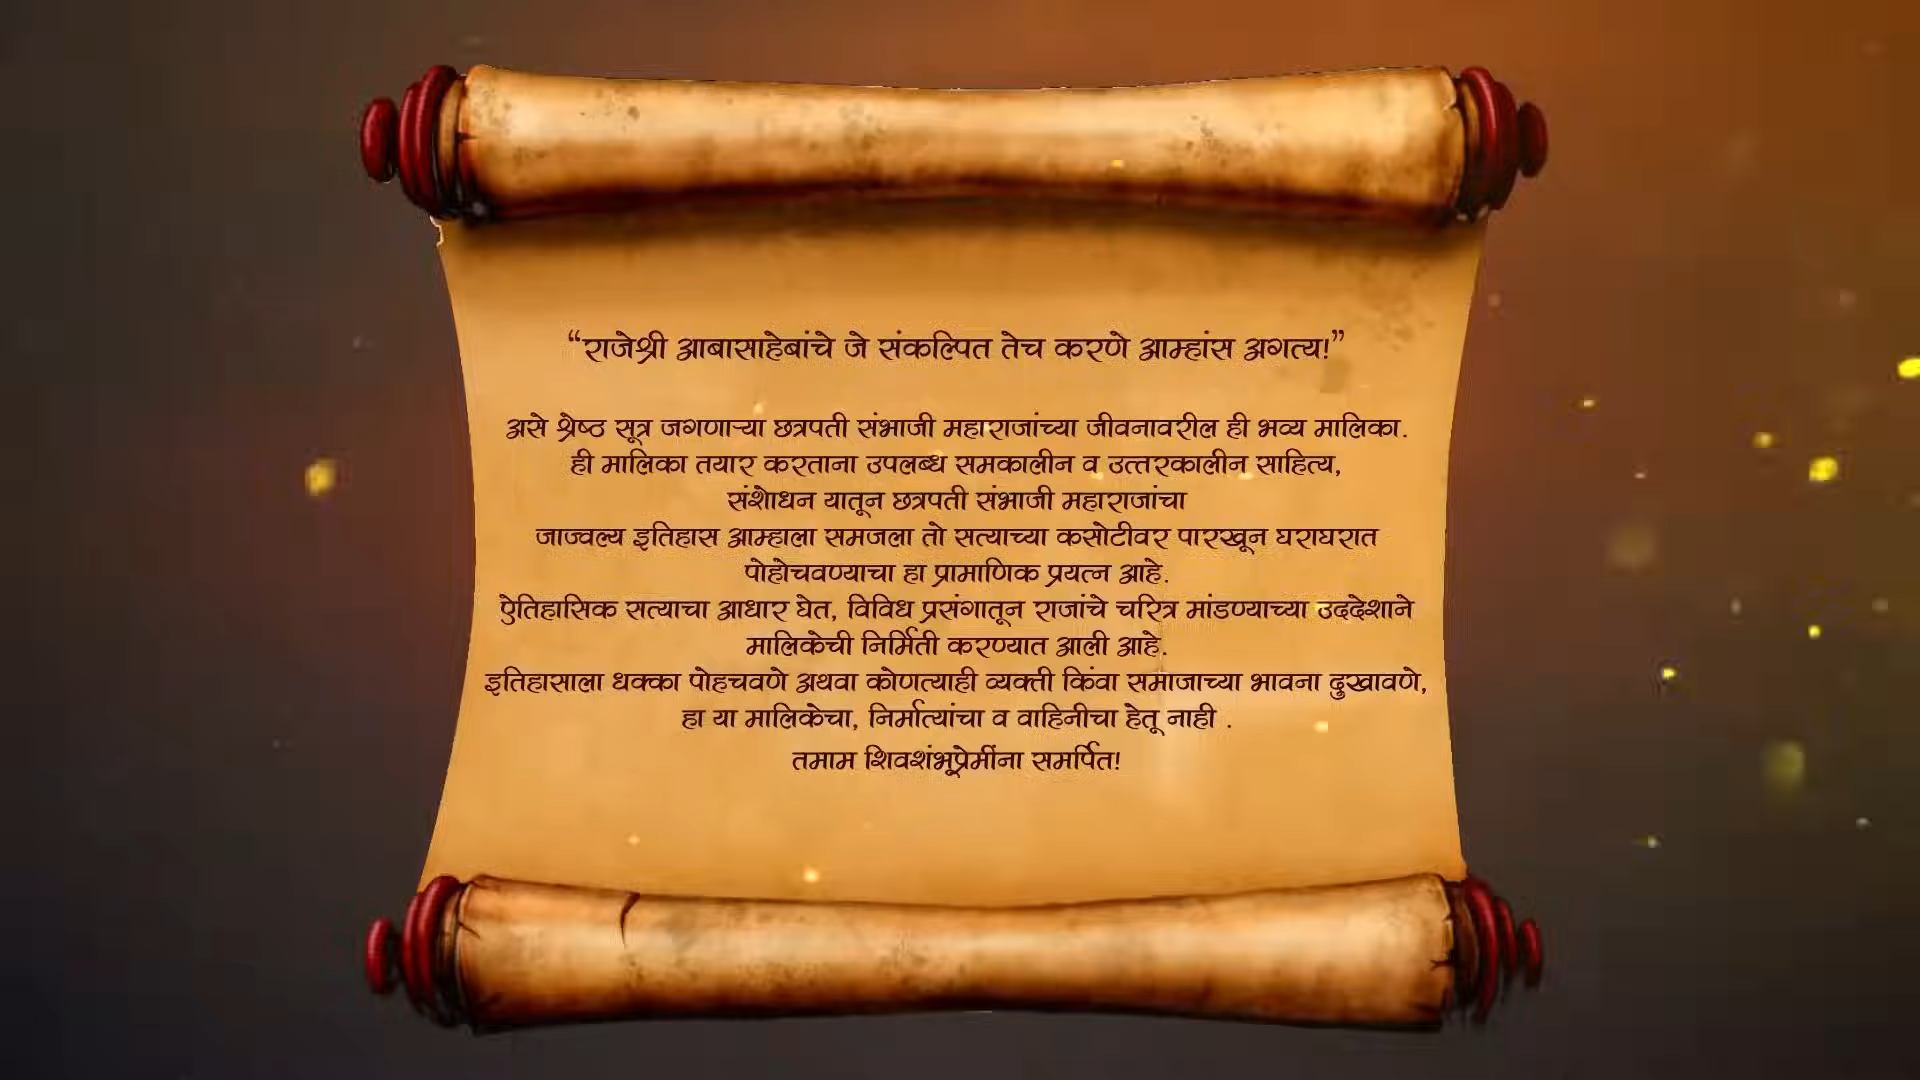 “राजेश्री आबासाहेबांचे जे संकल्पित तेच करणे आम्हांस अगत्य!”
असे श्रेष्ठ सूत्र जगणाऱ्या छत्रपती संभाजी महाराजांच्या जीवनावरील ही भव्य मालिका.
ही मालिका तयार करताना उपलब्ध समकालीन व उत्तरकालीन साहित्य,
संशोधन यातून छत्रपती संभाजी महाराजांचा
जाज्वल्य इतिहास आम्हाला समजला तो सत्याच्या कसोटीवर पारखून घराघरात
पोहोचवण्याचा हा प्रामाणिक प्रयत्न आहे.
ऐतिहासिक सत्याचा आधार घेत, विविध प्रसंगातून राजांचे चरित्र मांडण्याच्या उददेशाने
मालिकेची निर्मिती करण्यात आली आहे.
इतिहासाला धक्का पोहचवणे अथवा कोणत्याही व्यक्ती किंवा समाजाच्या भावना दुखावणे,
हा या मालिकेचा, निर्मात्यांचा व वाहिनीचा हेतू नाही .
तमाम शिवशंभूप्रेमींना समर्पित!